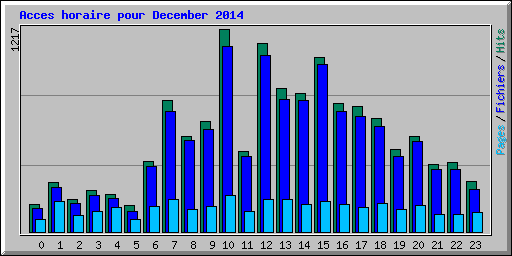 Acces horaire pour December 2014
1217
Pages / Fichiers / Hits
0 1 2 3 4 5 6 7 8 9 10 11 12 13 14 15 16 17 18 19 20 21 22 23